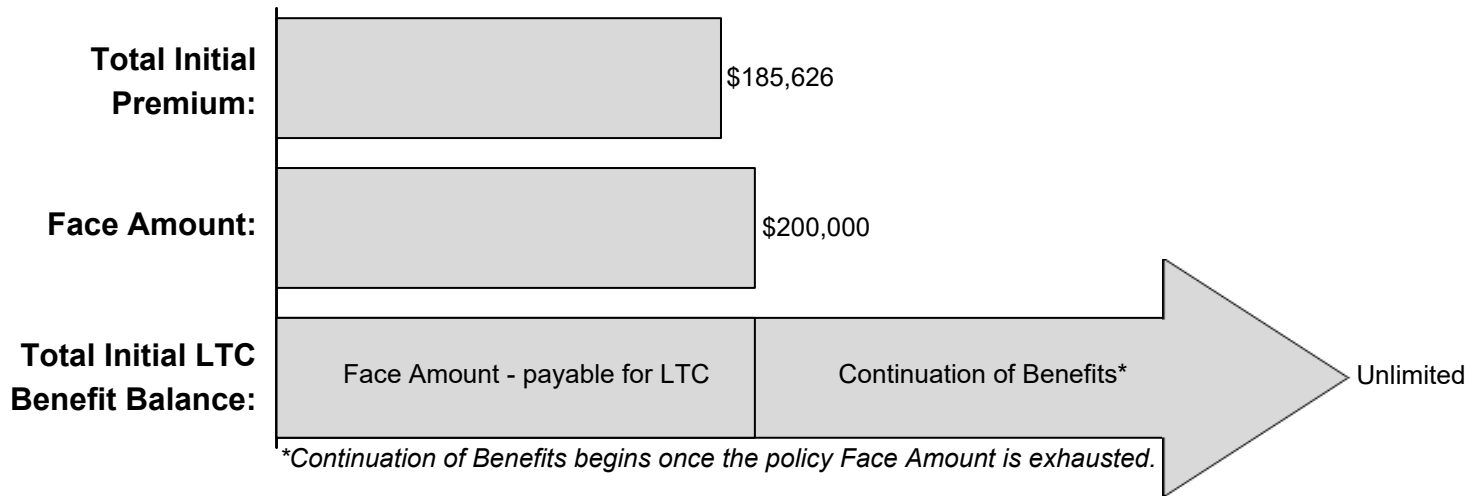 Total Initial
Premium:
$185,626
Face Amount:
$200,000
Total Initial LTC
Benefit Balance:
Face Amount - payable for LTC
Continuation of Benefits*
Unlimited
*Continuation of Benefits begins once the policy Face Amount is exhausted.